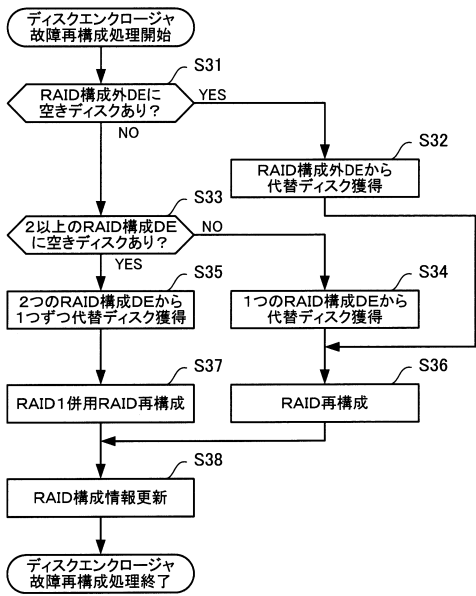 ディスクエンクロージャ
故障再構成処理開始
S31
RAID構成外DEに
空きディスクあり？
YES
NO
S32
RAID構成外DEから
代替ディスク獲得
S33
2以上のRAID構成DE
に空きディスクあり？
NO
YES
S35
2つのRAID構成DEから
1つずつ代替ディスク獲得
S34
1つのRAID構成DEから
代替ディスク獲得
S37
RAID1併用RAID再構成
S36
RAID再構成
S38
RAID構成情報更新
ディスクエンクロージャ
故障再構成処理終了